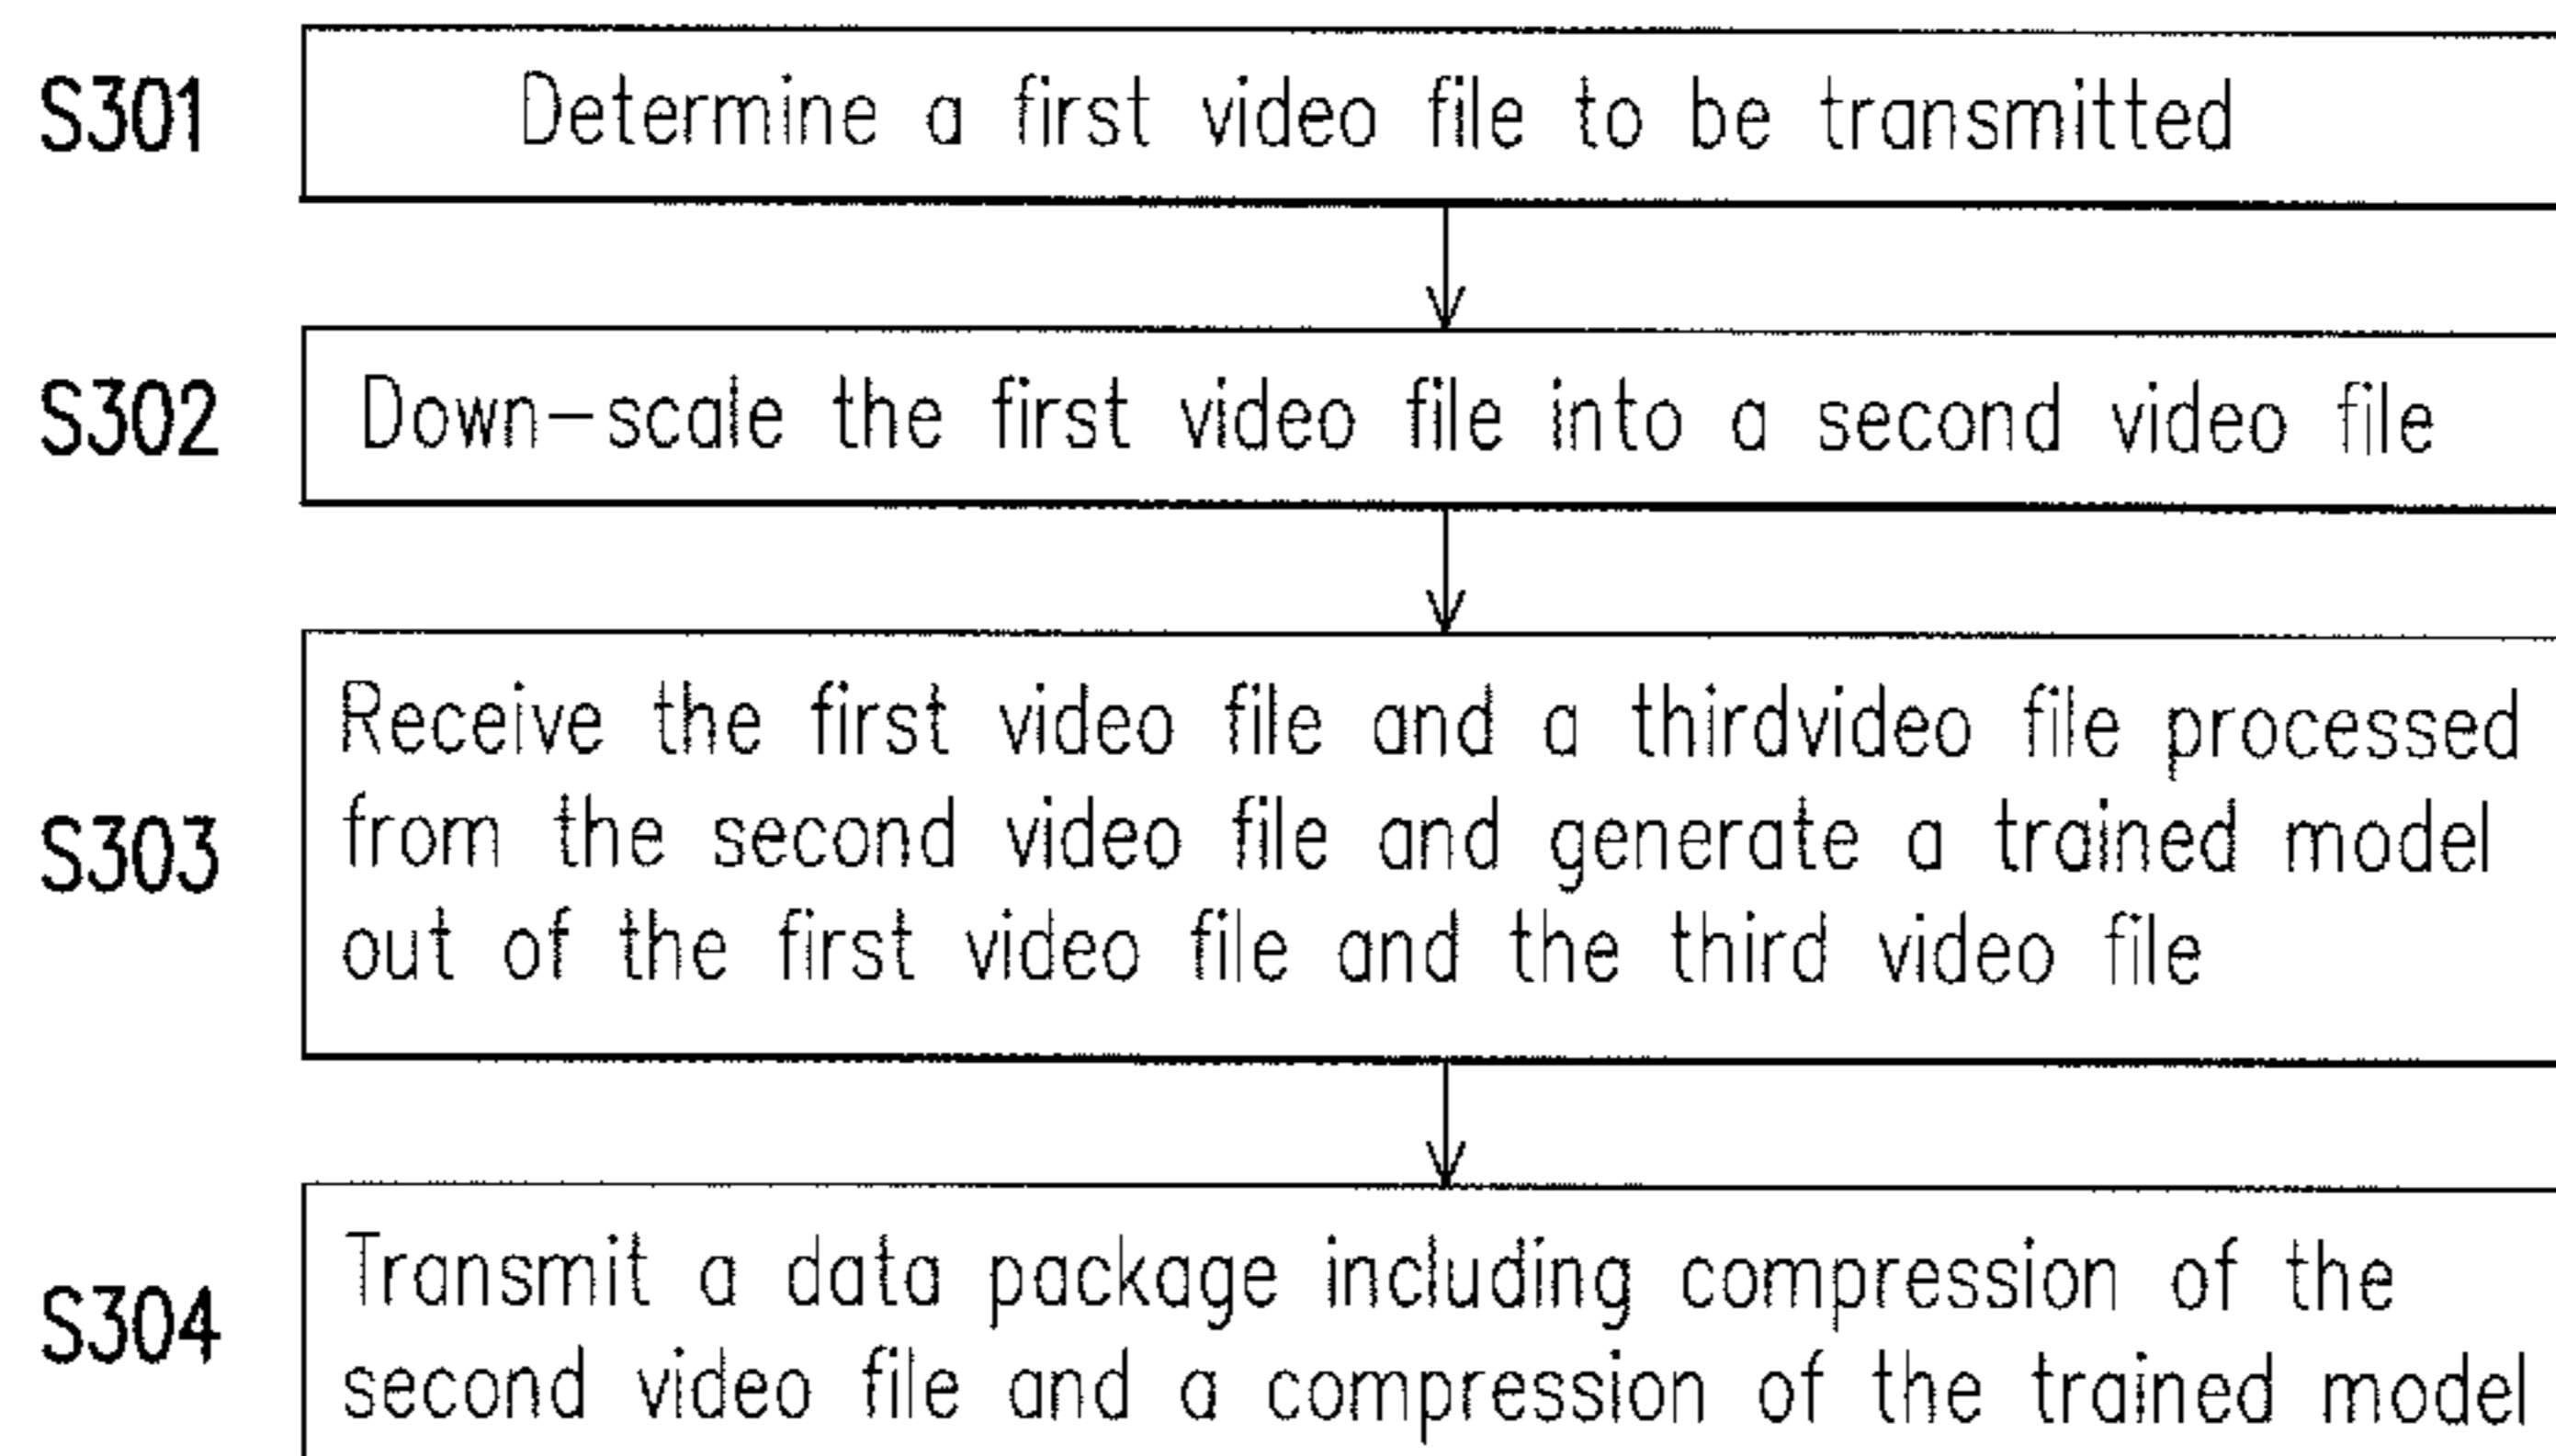 S301 Determine a first video file to be transmitted
S302 Down-scale the first video file into a second video file
Receive the first video file and a thirdvideo file processed
S303 from the second video file and generate a trained model
out of the first video file and the third video file
S304 Transmit a data package including compression of the
second video file and a compression of the trained model